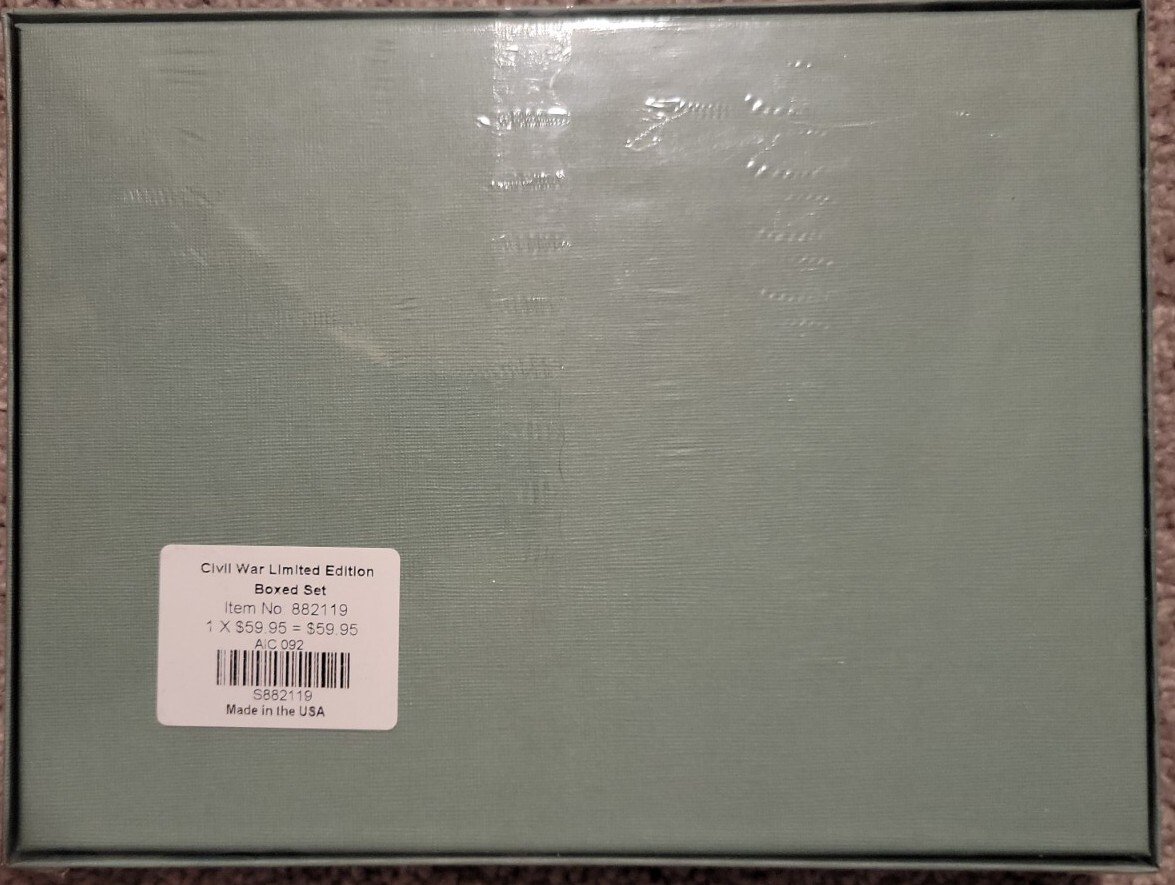 Civil War Limited Edition
Boxed Set
Item No 882119
1 X $59.95 = $59.95
AIC 092
S882119
Made in the USA